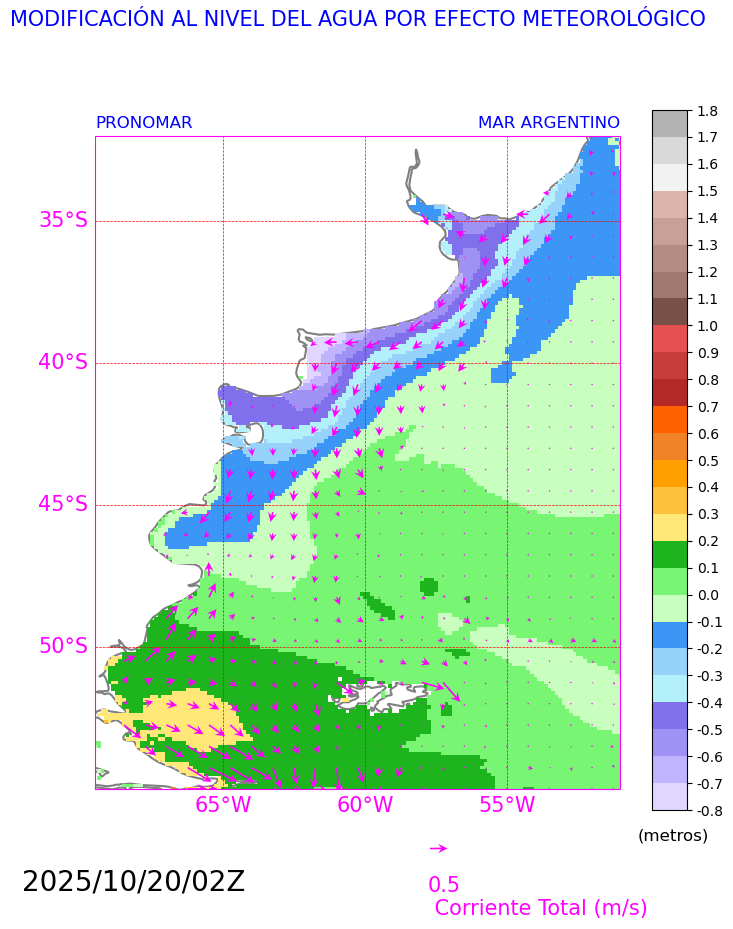 MODIFICACIÓN AL NIVEL DEL AGUA POR EFECTO METEOROLÓGICO
PRONOMAR MAR ARGENTINO
35°S
40°S
45°S
50°S
65°W 60°W 55°W
1.8
1.7
1.6
1.5
1.4
1.3
1.2
1.1
1.0
0.9
0.8
0.7
0.6
0.5
0.4
0.3
0.2
0.1
0.0
-0.1
-0.2
-0.3
-0.4
-0.5
-0.6
-0.7
-0.8
(metros)
2025/10/20/02Z
0.5
Corriente Total (m/s)